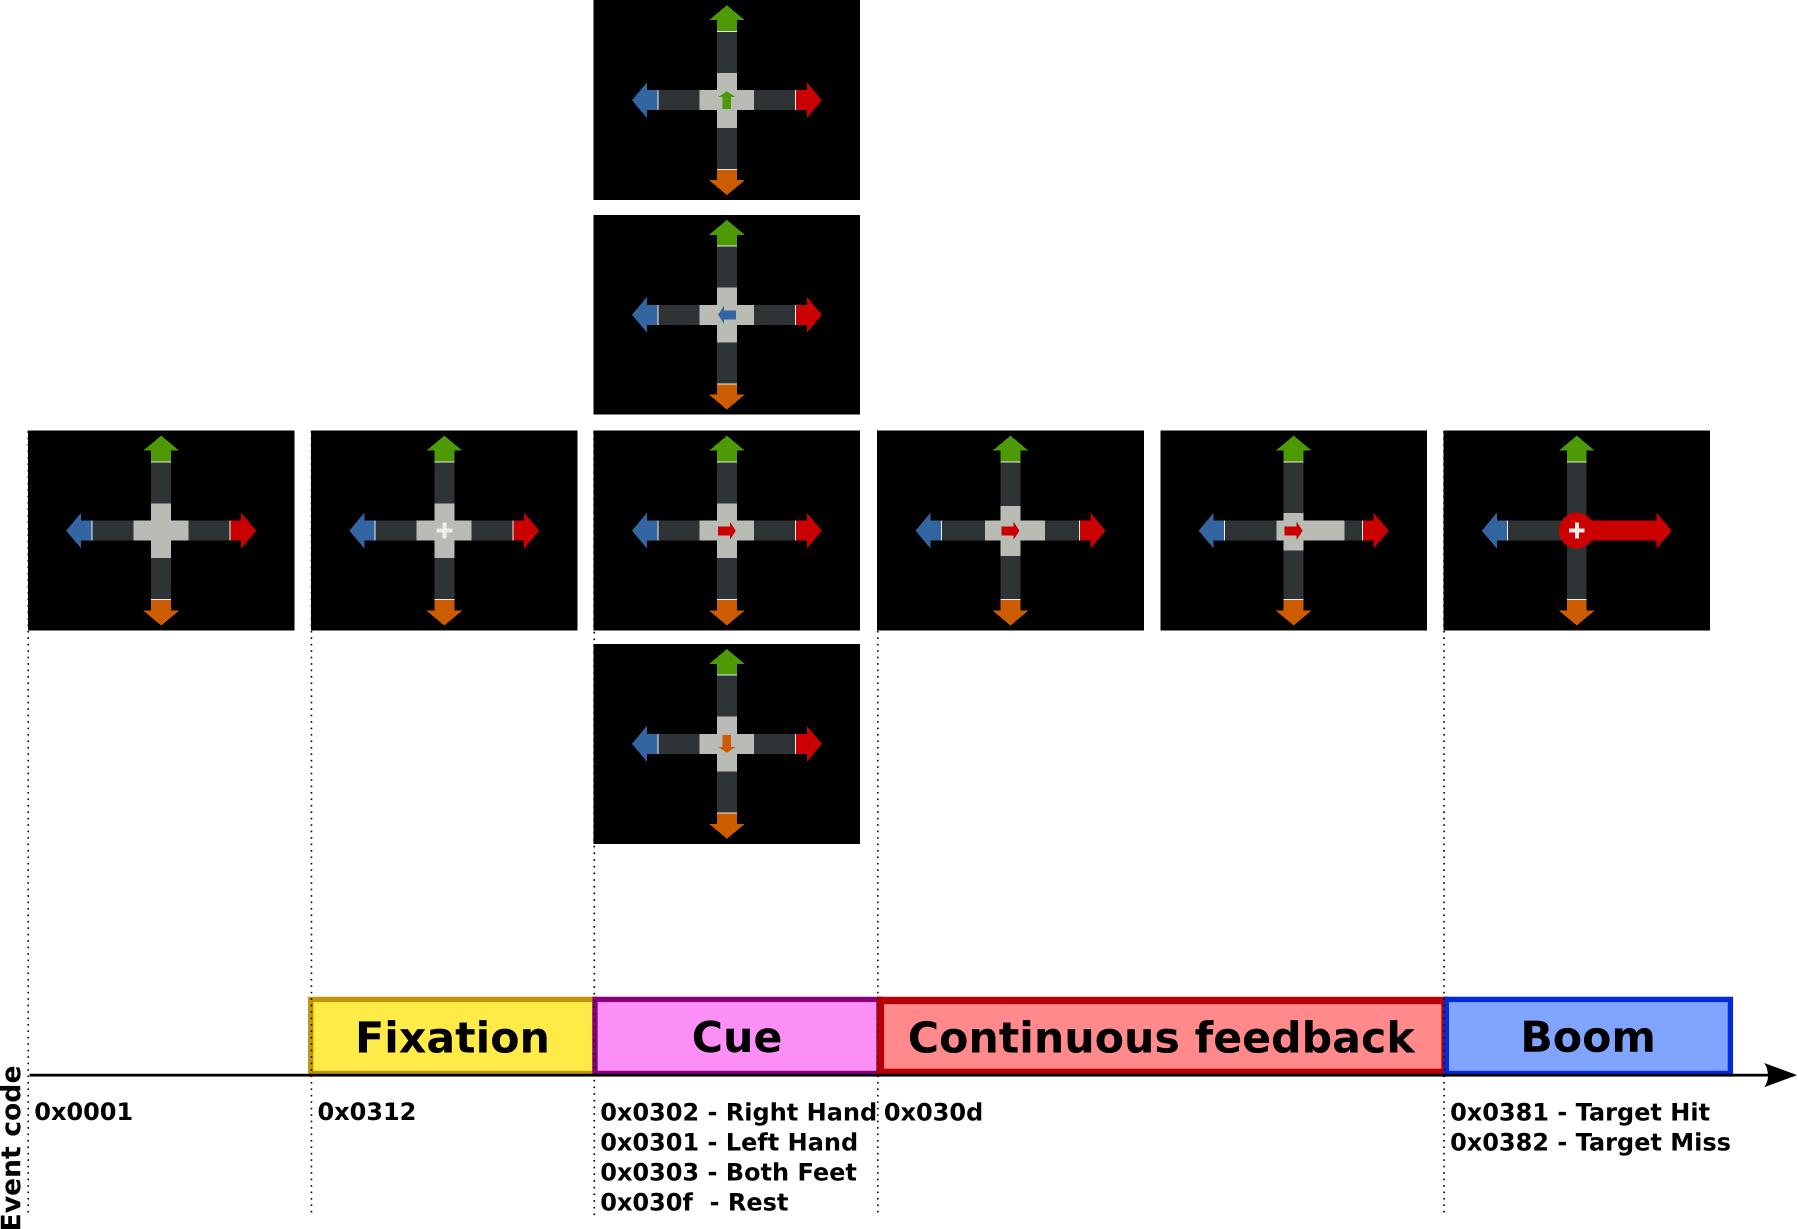 Fixation
Cue
Continuous feedback
Boom
Event code
0x0001
0x0312
0x0302 - Right Hand
0x0301 - Left Hand
0x0303 - Both Feet
0x030f - Rest
0x030d
0x0381 - Target Hit
0x0382 - Target Miss